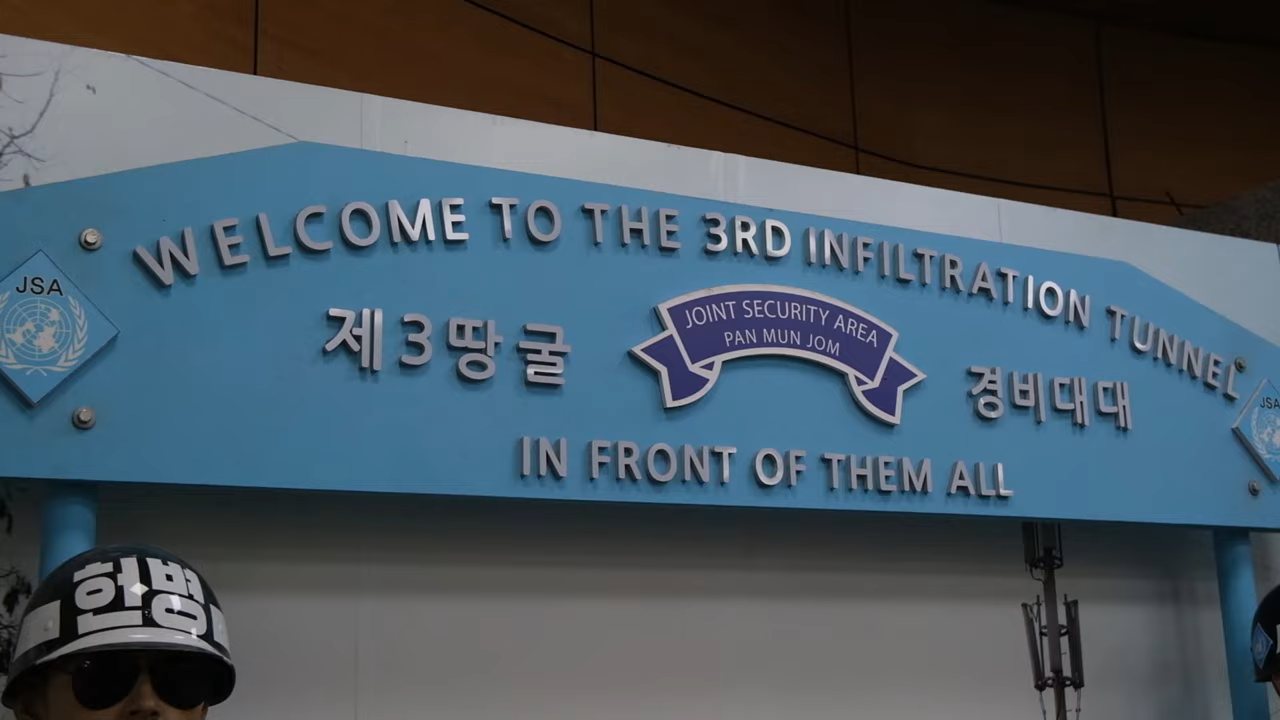 WELCOME TO THE 3RD INFILTRATION TUNNEL
JSA
제3땅굴
JOINT SECURITY AREA
PAN MUN JOM
경비대대
JSA
IN FRONT OF THEM ALL
헌병